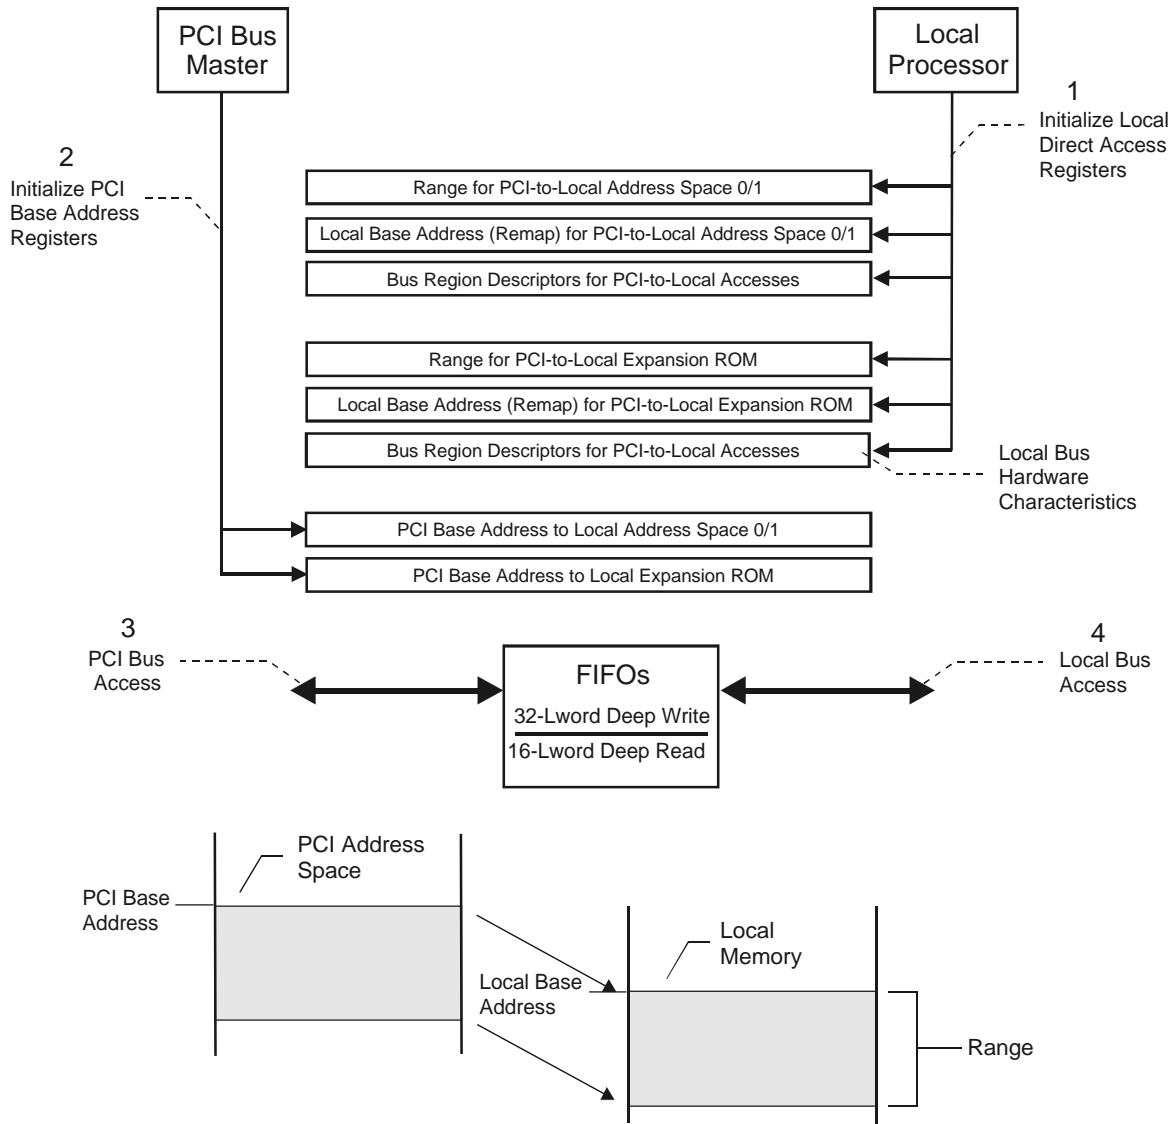 PCI Bus
Master
Local
Processor
1
Initialize Local
Direct Access
Registers
2
Initialize PCI
Base Address
Registers
Range for PCI-to-Local Address Space 0/1
Local Base Address (Remap) for PCI-to-Local Address Space 0/1
Bus Region Descriptors for PCI-to-Local Accesses
Range for PCI-to-Local Expansion ROM
Local Base Address (Remap) for PCI-to-Local Expansion ROM
Bus Region Descriptors for PCI-to-Local Accesses
Local Bus
Hardware
Characteristics
PCI Base Address to Local Address Space 0/1
PCI Base Address to Local Expansion ROM
3
PCI Bus
Access
FIFOs
32-Lword Deep Write
16-Lword Deep Read
4
Local Bus
Access
PCI Address
Space
PCI Base
Address
Local
Memory
Local Base
Address
Range